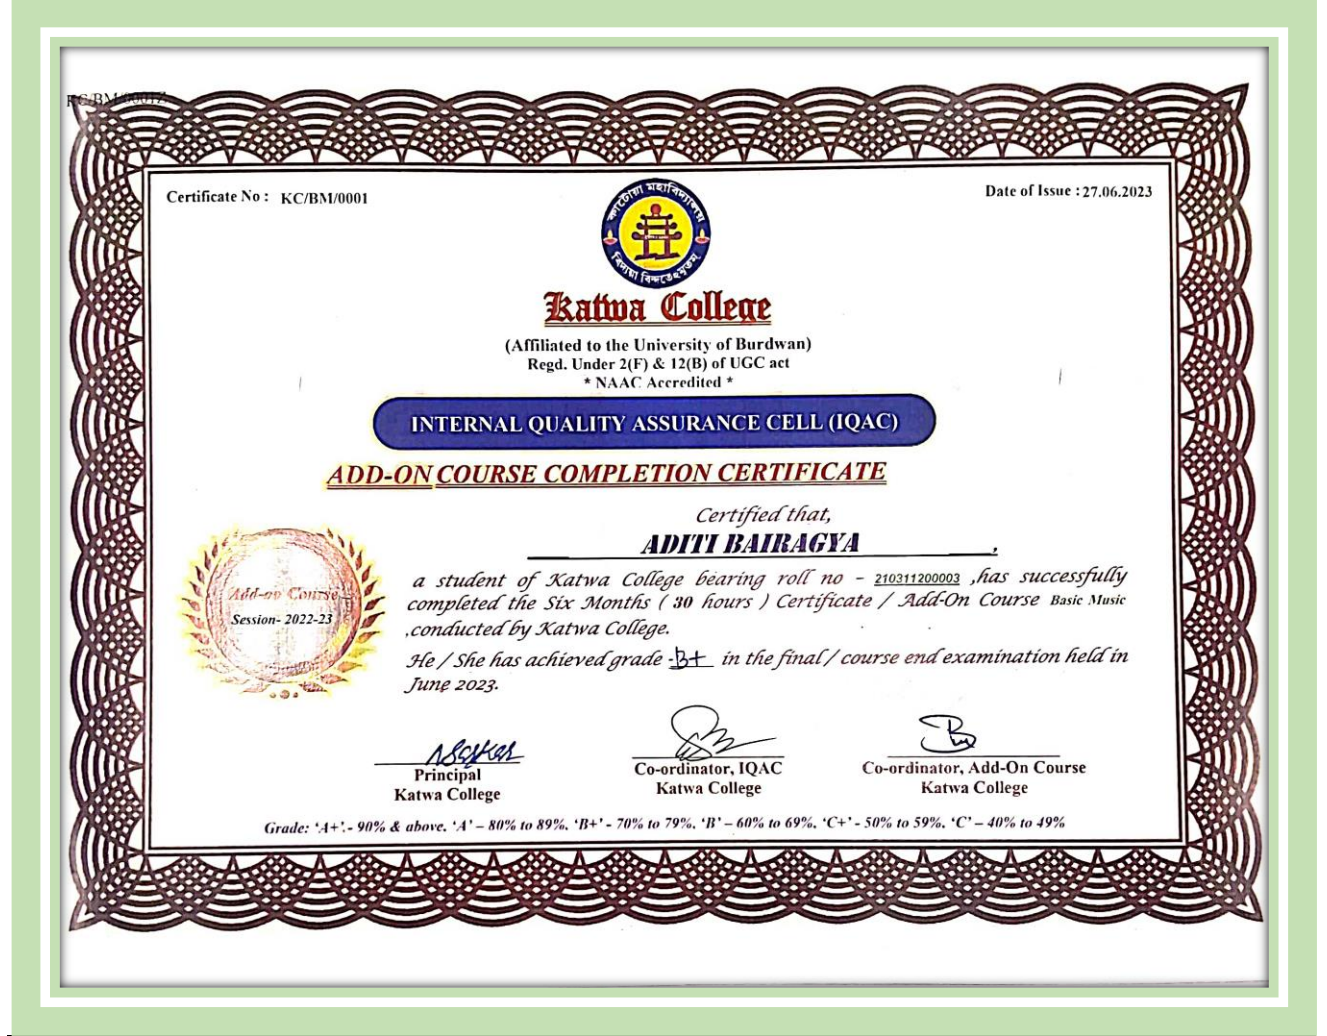 Certificate No : KC/BM/0001
Date of Issue : 27.06.2023
কাটোয়া মহাবিদ্যালয়
বিদ্যয়া বিন্দতেঽমৃতম্
Katwa College
(Affiliated to the University of Burdwan)
Regd. Under 2(F) & 12(B) of UGC act
* NAAC Accredited *
INTERNAL QUALITY ASSURANCE CELL (IQAC)
ADD-ON COURSE COMPLETION CERTIFICATE
Certified that,
ADITI BAIRAGYA ,
Add-on Course
Session- 2022-23
a student of Katwa College bearing roll no - 210311200003 ,has successfully
completed the Six Months ( 30 hours ) Certificate / Add-On Course Basic Music
,conducted by Katwa College.
He / She has achieved grade -B+ in the final / course end examination held in
June 2023.
Principal
Katwa College
Co-ordinator, IQAC
Katwa College
Co-ordinator, Add-On Course
Katwa College
Grade: 'A+'.- 90% & above. 'A' – 80% to 89%. 'B+' - 70% to 79%. 'B' – 60% to 69%. 'C+' - 50% to 59%. 'C' – 40% to 49%